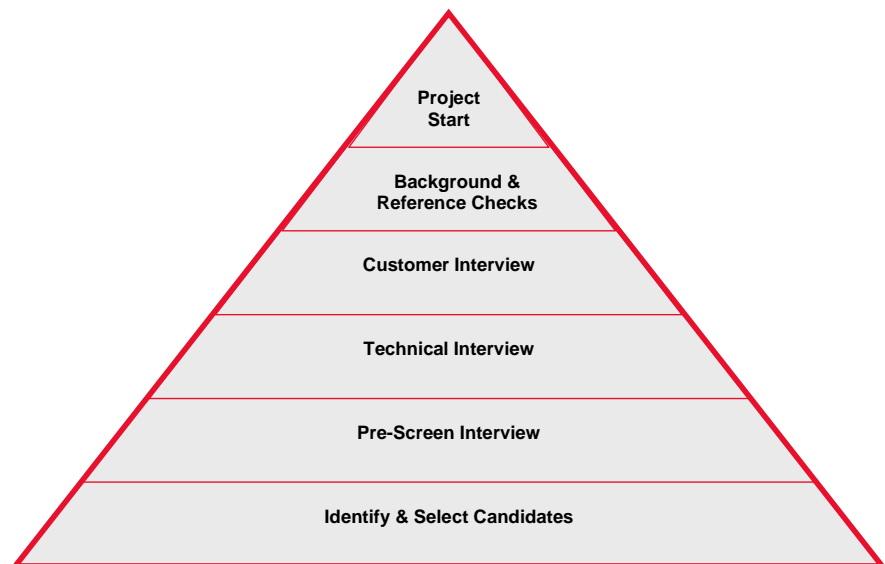 Project
Start
Background &
Reference Checks
Customer Interview
Technical Interview
Pre-Screen Interview
Identify & Select Candidates